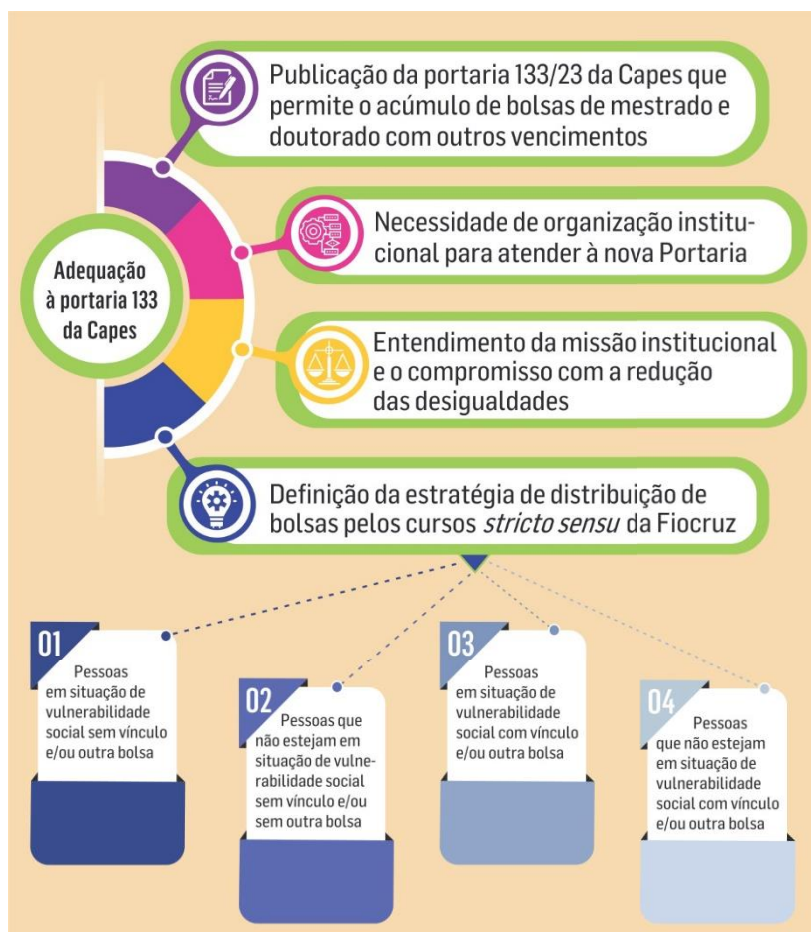 Publicação da portaria 133/23 da Capes que
permite o acúmulo de bolsas de mestrado e
doutorado com outros vencimentos
Necessidade de organização institu-
cional para atender à nova Portaria
Adequação
à portaria 133
da Capes
Entendimento da missão institucional
e o compromisso com a redução
das desigualdades
Definição da estratégia de distribuição de
bolsas pelos cursos stricto sensu da Fiocruz
01
Pessoas
em situação de
vulnerabilidade
social sem vínculo
e/ou outra bolsa
02
Pessoas que
não estejam em
situação de vulne-
rabilidade social
sem vínculo e/ou
sem outra bolsa
03
Pessoas
em situação de
vulnerabilidade
social com vínculo
e/ou outra bolsa
04
Pessoas
que não estejam
em situação de
vulnerabilidade
social com vínculo
e/ou outra bolsa